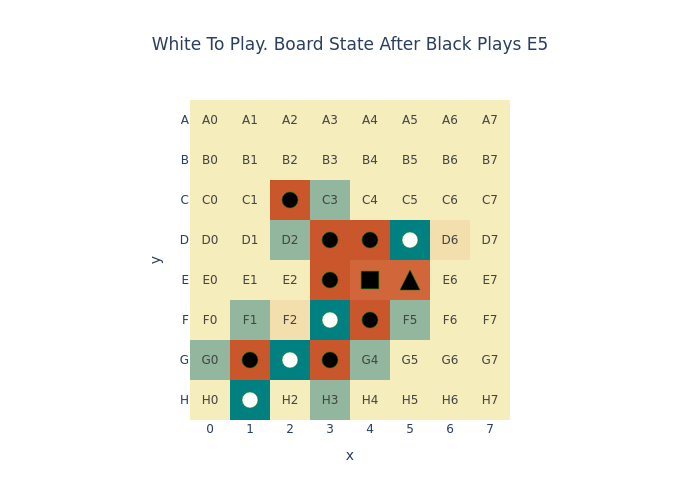 White To Play. Board State After Black Plays E5
A A0 A1 A2 A3 A4 A5 A6 A7
B B0 B1 B2 B3 B4 B5 B6 B7
C C0 C1 C3 C4 C5 C6 C7
D D0 D1 D2 D6 D7
y
E E0 E1 E2 E6 E7
F F0 F1 F2 F5 F6 F7
G G0 G4 G5 G6 G7
H H0 H2 H3 H4 H5 H6 H7
0 1 2 3 4 5 6 7
x